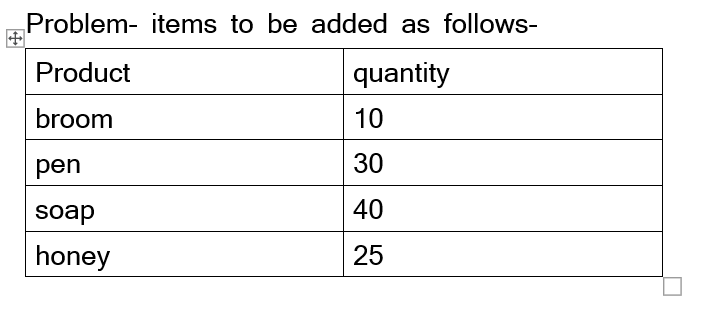 Problem- items to be added as follows-
Product quantity
broom 10
pen 30
soap 40
honey 25